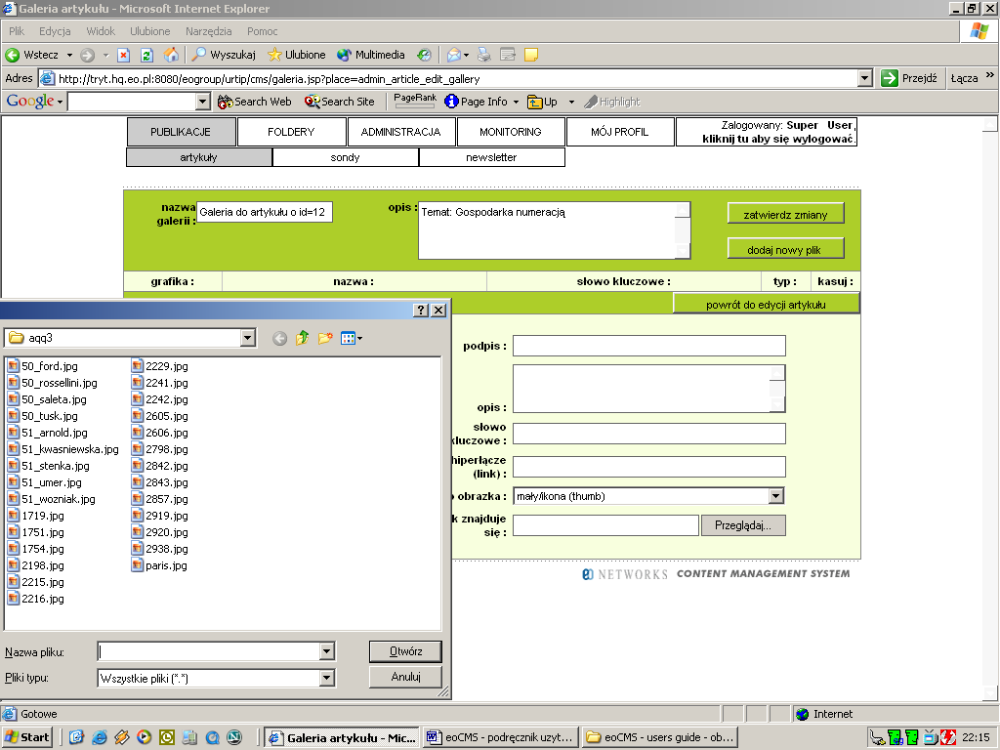 Galeria artykułu - Microsoft Internet Explorer
Plik Edycja Widok Ulubione Narzędzia Pomoc
Wstecz Wyszukaj Ulubione Multimedia
Adres http://tryt.hq.eo.pl:8080/eogroup/urtip/cms/galeria.jsp?place=admin_article_edit_gallery Przejdź Łącza »
Google Search Web Search Site PageRank Page Info Up Highlight
PUBLIKACJE FOLDERY ADMINISTRACJA MONITORING MÓJ PROFIL Zalogowany: Super User,
kliknij tu aby się wylogować.
artykuły sondy newsletter
nazwa galerii : Galeria do artykułu o id=12 opis : Temat: Gospodarka numeracją zatwierdz zmiany
dodaj nowy plik
grafika : nazwa : słowo kluczowe : typ : kasuj :
powrót do edycji artykułu
podpis :
opis :
słowo
kluczowe :
hiperłącze
(link) :
o obrazka : mały/ikona (thumb)
k znajduje
się : Przeglądaj...
eo NETWORKS CONTENT MANAGEMENT SYSTEM
? X
aqq3
50_ford.jpg
50_rossellini.jpg
50_saleta.jpg
50_tusk.jpg
51_arnold.jpg
51_kwasniewska.jpg
51_stenka.jpg
51_umer.jpg
51_wozniak.jpg
1719.jpg
1751.jpg
1754.jpg
2198.jpg
2215.jpg
2216.jpg
2229.jpg
2241.jpg
2242.jpg
2605.jpg
2606.jpg
2798.jpg
2842.jpg
2843.jpg
2857.jpg
2919.jpg
2920.jpg
2938.jpg
paris.jpg
Nazwa pliku: Otwórz
Pliki typu: Wszystkie pliki (*.*) Anuluj
Gotowe Internet
Start Galeria artykułu - Mic... eoCMS - podręcznik uzyt... eoCMS - users guide - ob... 22:15